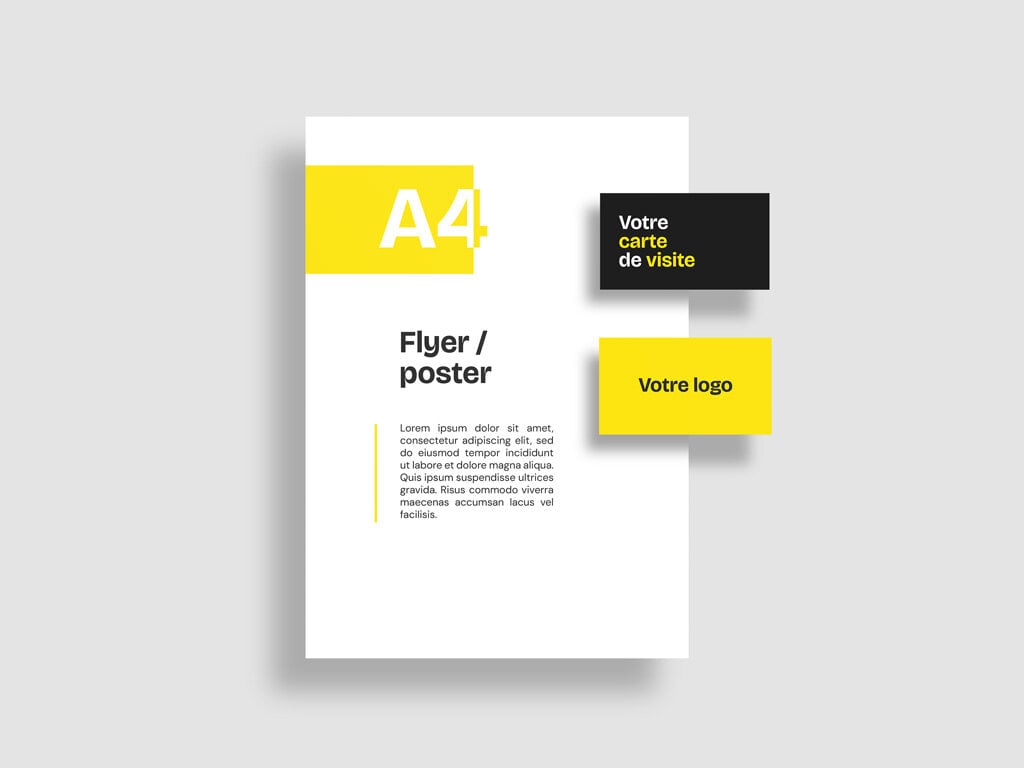 A4
Flyer /
poster
Lorem ipsum dolor sit amet,
consectetur adipiscing elit, sed
do eiusmod tempor incididunt
ut labore et dolore magna aliqua.
Quis ipsum suspendisse ultrices
gravida. Risus commodo viverra
maecenas accumsan lacus vel
facilisis.
Votre
carte
de visite
Votre logo